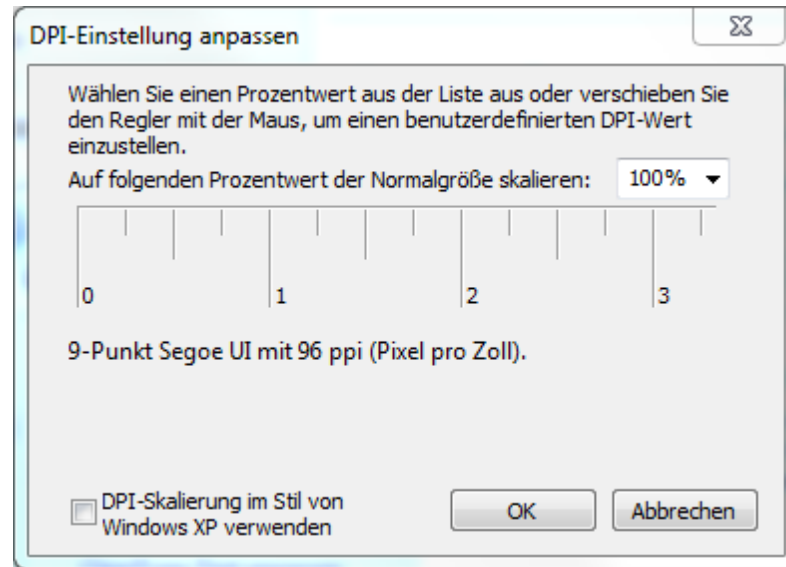 DPI-Einstellung anpassen
Wählen Sie einen Prozentwert aus der Liste aus oder verschieben Sie
den Regler mit der Maus, um einen benutzerdefinierten DPI-Wert
einzustellen.
Auf folgenden Prozentwert der Normalgröße skalieren: 100%
0 1 2 3
9-Punkt Segoe UI mit 96 ppi (Pixel pro Zoll).
DPI-Skalierung im Stil von
Windows XP verwenden
OK Abbrechen